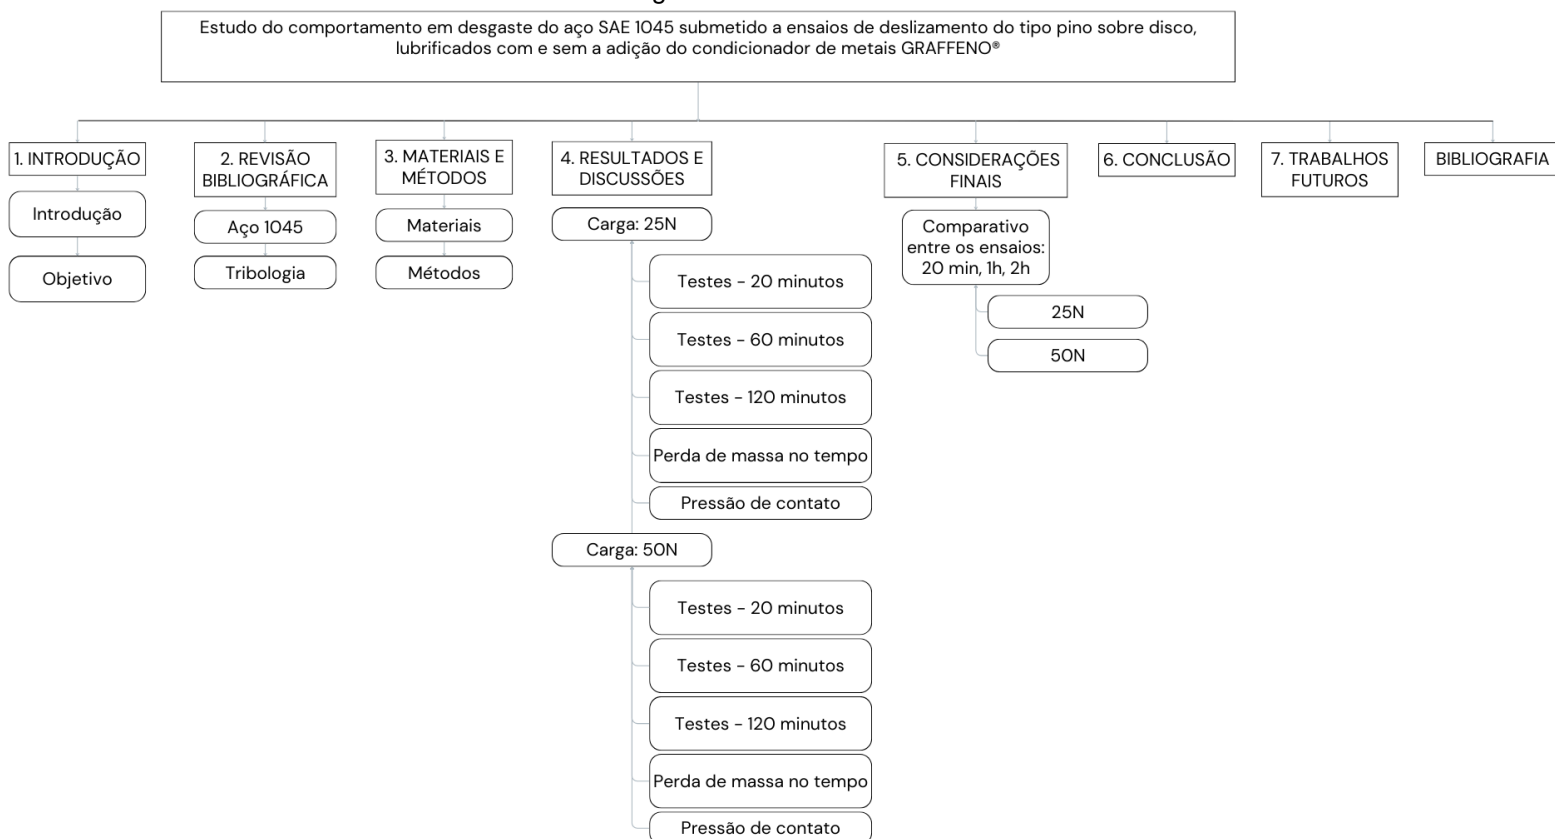 Estudo do comportamento em desgaste do aço SAE 1045 submetido a ensaios de deslizamento do tipo pino sobre disco,
lubrificados com e sem a adição do condicionador de metais GRAFFENO®
1. INTRODUÇÃO
Introdução
Objetivo
2. REVISÃO
BIBLIOGRÁFICA
Aço 1045
Tribologia
3. MATERIAIS E
MÉTODOS
Materiais
Métodos
4. RESULTADOS E
DISCUSSÕES
Carga: 25N
Testes - 20 minutos
Testes - 60 minutos
Testes - 120 minutos
Perda de massa no tempo
Pressão de contato
Carga: 50N
Testes - 20 minutos
Testes - 60 minutos
Testes - 120 minutos
Perda de massa no tempo
Pressão de contato
5. CONSIDERAÇÕES
FINAIS
Comparativo
entre os ensaios:
20 min, 1h, 2h
25N
50N
6. CONCLUSÃO
7. TRABALHOS
FUTUROS
BIBLIOGRAFIA